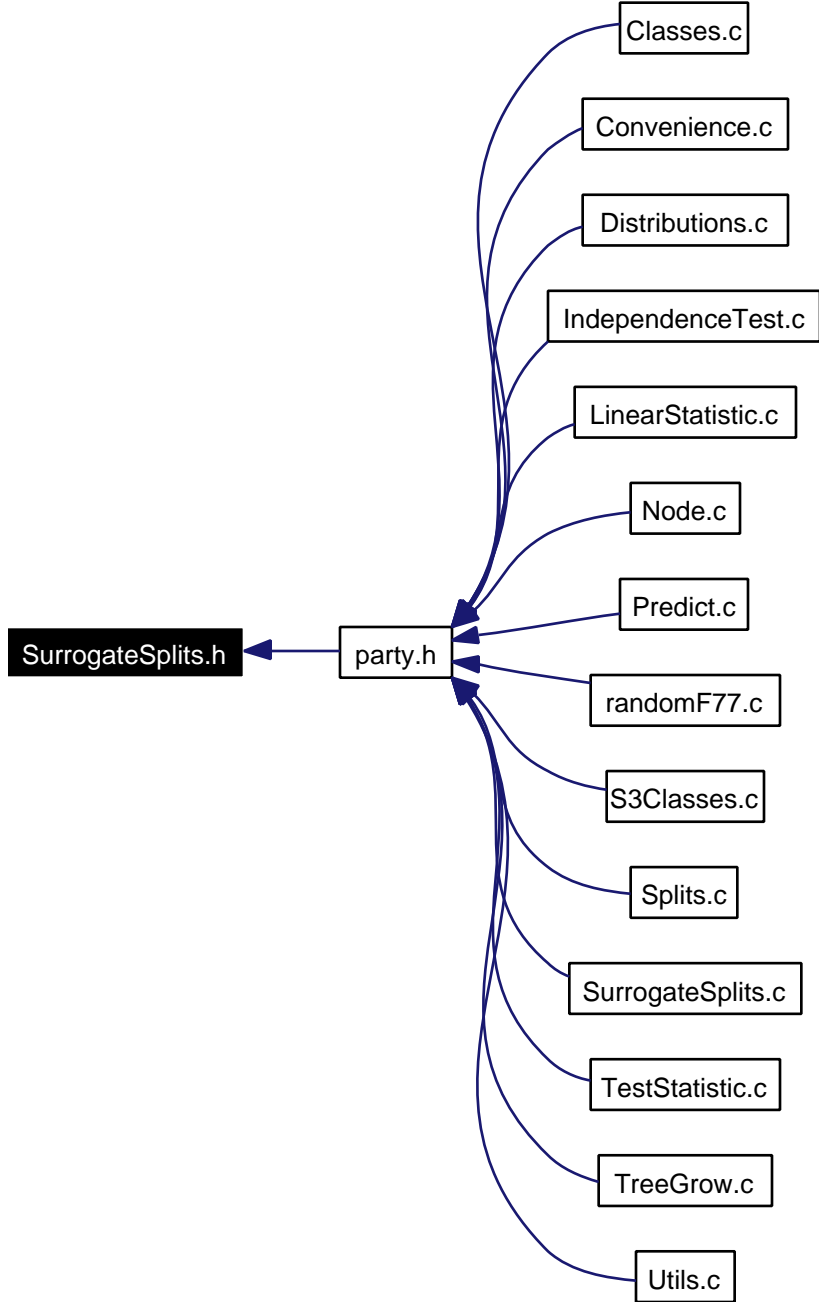 Classes.c
Convenience.c
Distributions.c
IndependenceTest.c
LinearStatistic.c
Node.c
Predict.c
SurrogateSplits.h
party.h
randomF77.c
S3Classes.c
Splits.c
SurrogateSplits.c
TestStatistic.c
TreeGrow.c
Utils.c